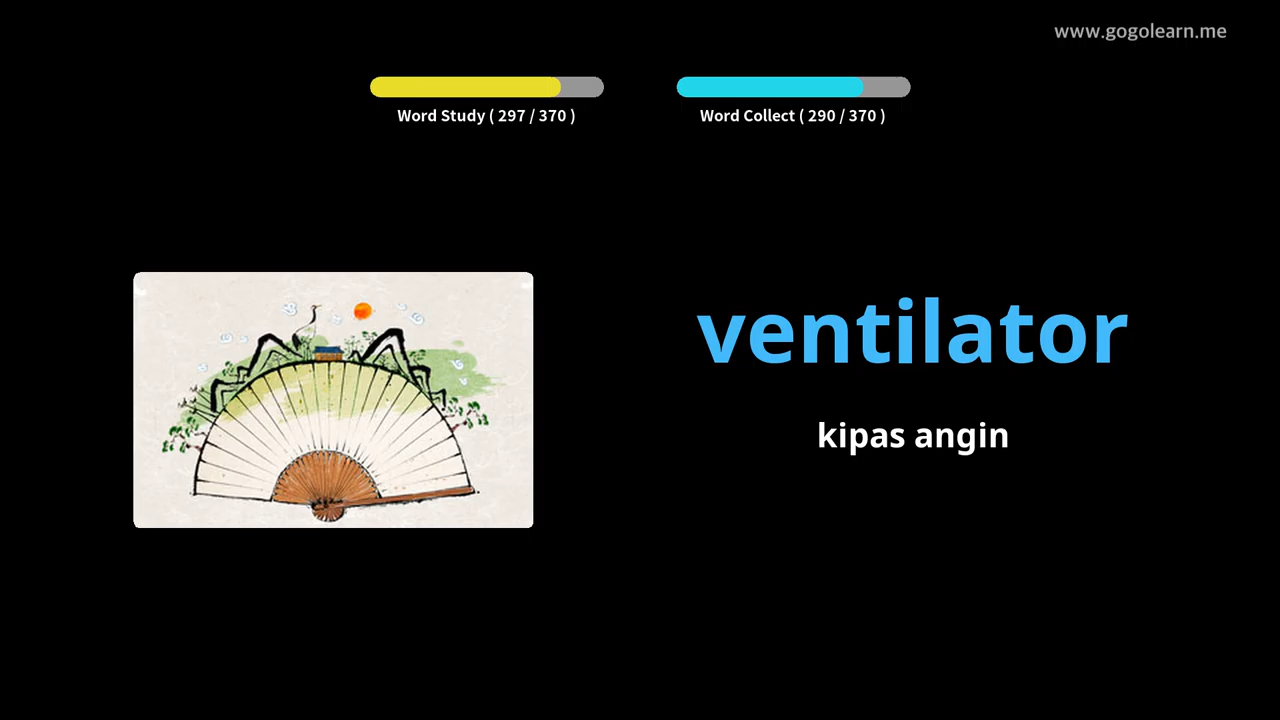 www.gogolearn.me
Word Study ( 297 / 370 )
Word Collect ( 290 / 370 )
ventilator
kipas angin